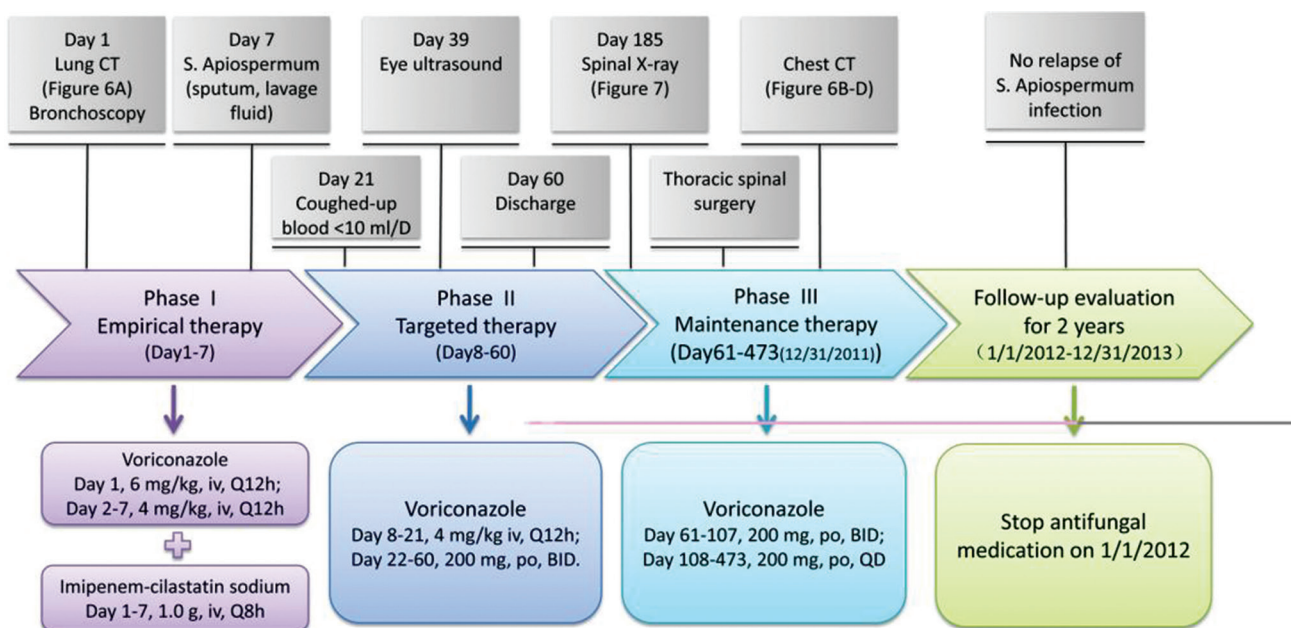 Day 1
Lung CT
(Figure 6A)
Bronchoscopy
Day 7
S. Apiospermum
(sputum, lavage
fluid)
Day 39
Eye ultrasound
Day 185
Spinal X-ray
(Figure 7)
Chest CT
(Figure 6B-D)
No relapse of
S. Apiospermum
infection
Day 21
Coughed-up
blood <10 ml/D
Day 60
Discharge
Thoracic spinal
surgery
Phase Ⅰ
Empirical therapy
(Day1-7)
Phase Ⅱ
Targeted therapy
(Day8-60)
Phase Ⅲ
Maintenance therapy
(Day61-473(12/31/2011))
Follow-up evaluation
for 2 years
（1/1/2012-12/31/2013）
Voriconazole
Day 1, 6 mg/kg, iv, Q12h;
Day 2-7, 4 mg/kg, iv, Q12h
Imipenem-cilastatin sodium
Day 1-7, 1.0 g, iv, Q8h
Voriconazole
Day 8-21, 4 mg/kg iv, Q12h;
Day 22-60, 200 mg, po, BID.
Voriconazole
Day 61-107, 200 mg, po, BID;
Day 108-473, 200 mg, po, QD
Stop antifungal
medication on 1/1/2012